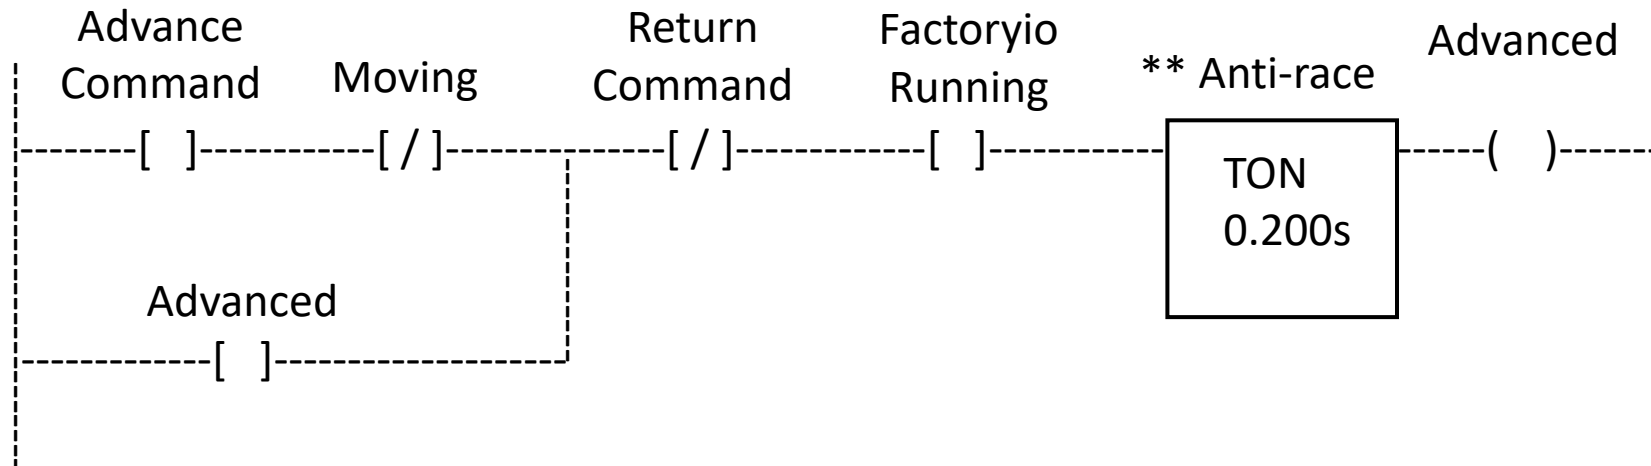 Advance
Command
Moving
Return
Command
Factoryio
Running
** Anti-race
Advanced
--------[ ]------------[ / ]---------------[ / ]-------------[ ]------------
------( )------
TON
0.200s
Advanced
-------------[ ]--------------------